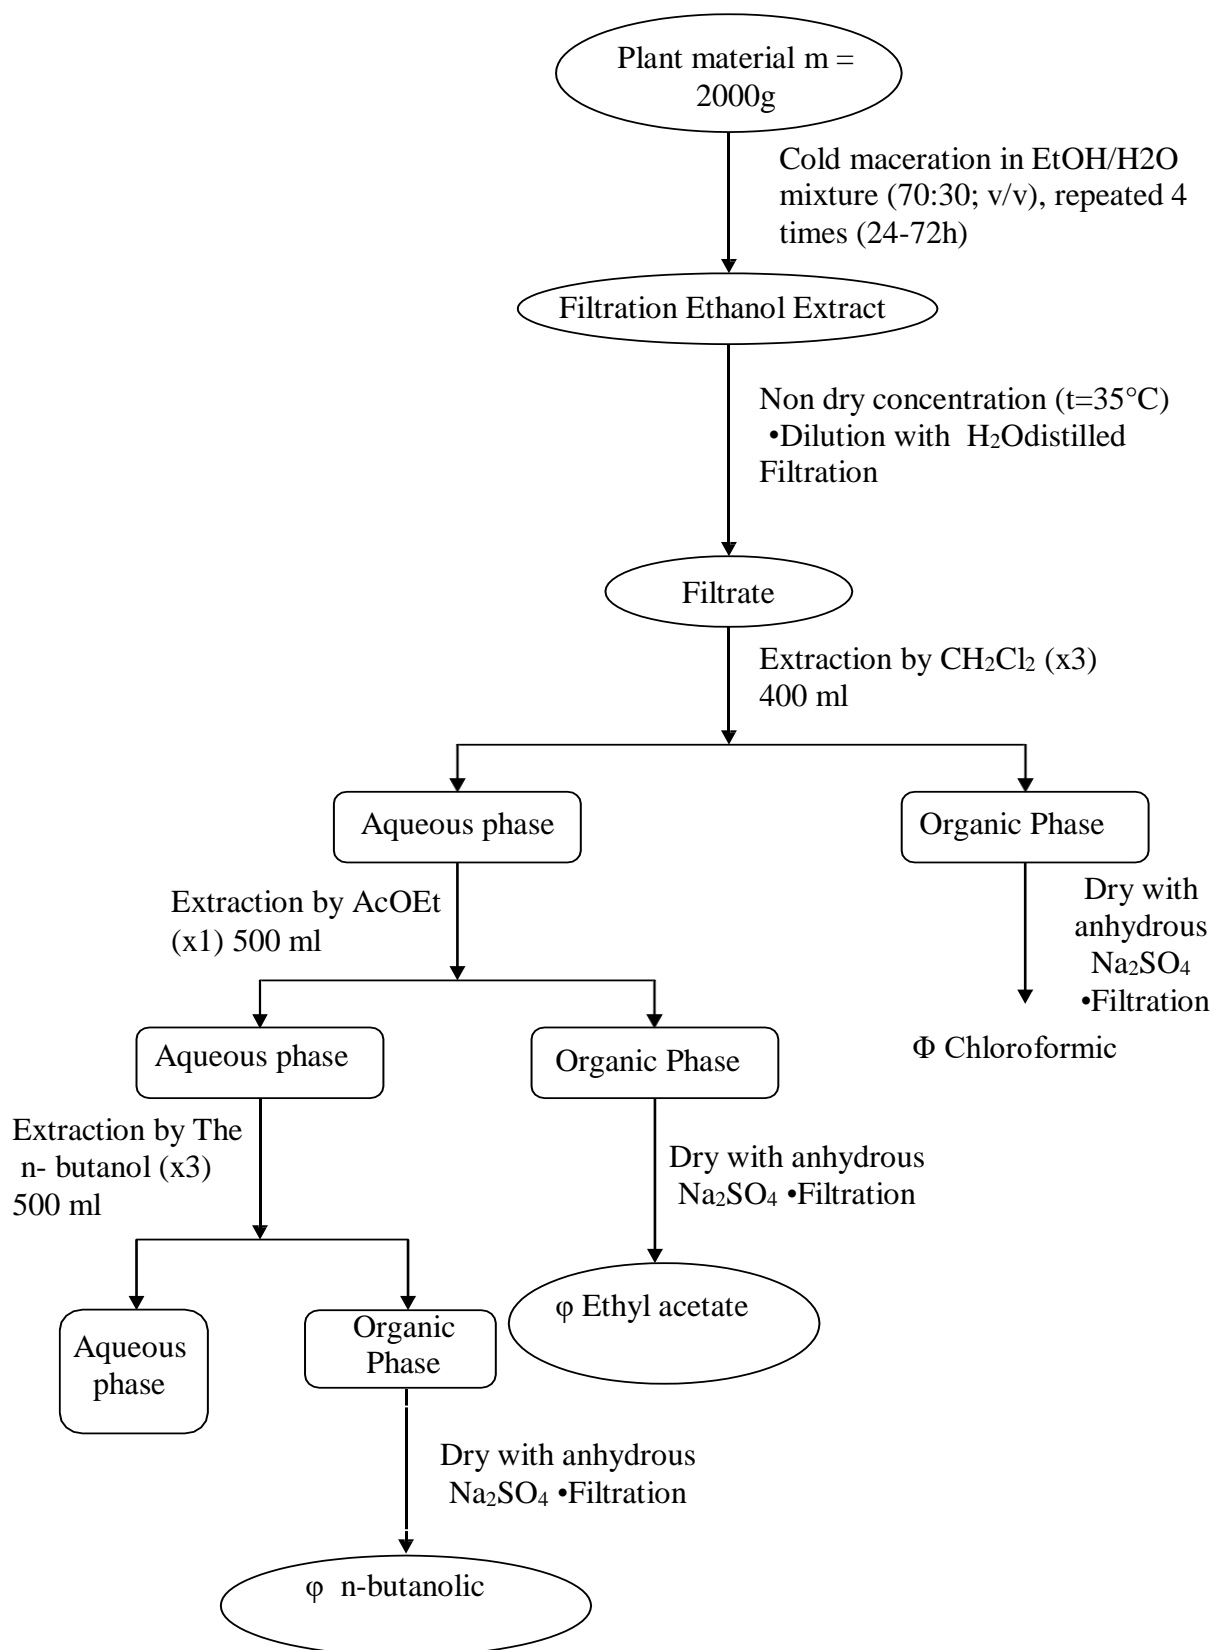 Plant material m =
2000g
Cold maceration in EtOH/H2O
mixture (70:30; v/v), repeated 4
times (24-72h)
Filtration Ethanol Extract
Non dry concentration (t=35°C)
•Dilution with H₂Odistilled
Filtration
Filtrate
Extraction by CH₂Cl₂ (x3)
400 ml
Aqueous phase
Organic Phase
Extraction by AcOEt
(x1) 500 ml
Dry with
anhydrous
Na₂SO₄
•Filtration
Aqueous phase
Organic Phase
Φ Chloroformic
Extraction by The
n- butanol (x3)
500 ml
Dry with anhydrous
Na₂SO₄ •Filtration
Aqueous
phase
Organic
Phase
φ Ethyl acetate
Dry with anhydrous
Na₂SO₄ •Filtration
φ n-butanolic